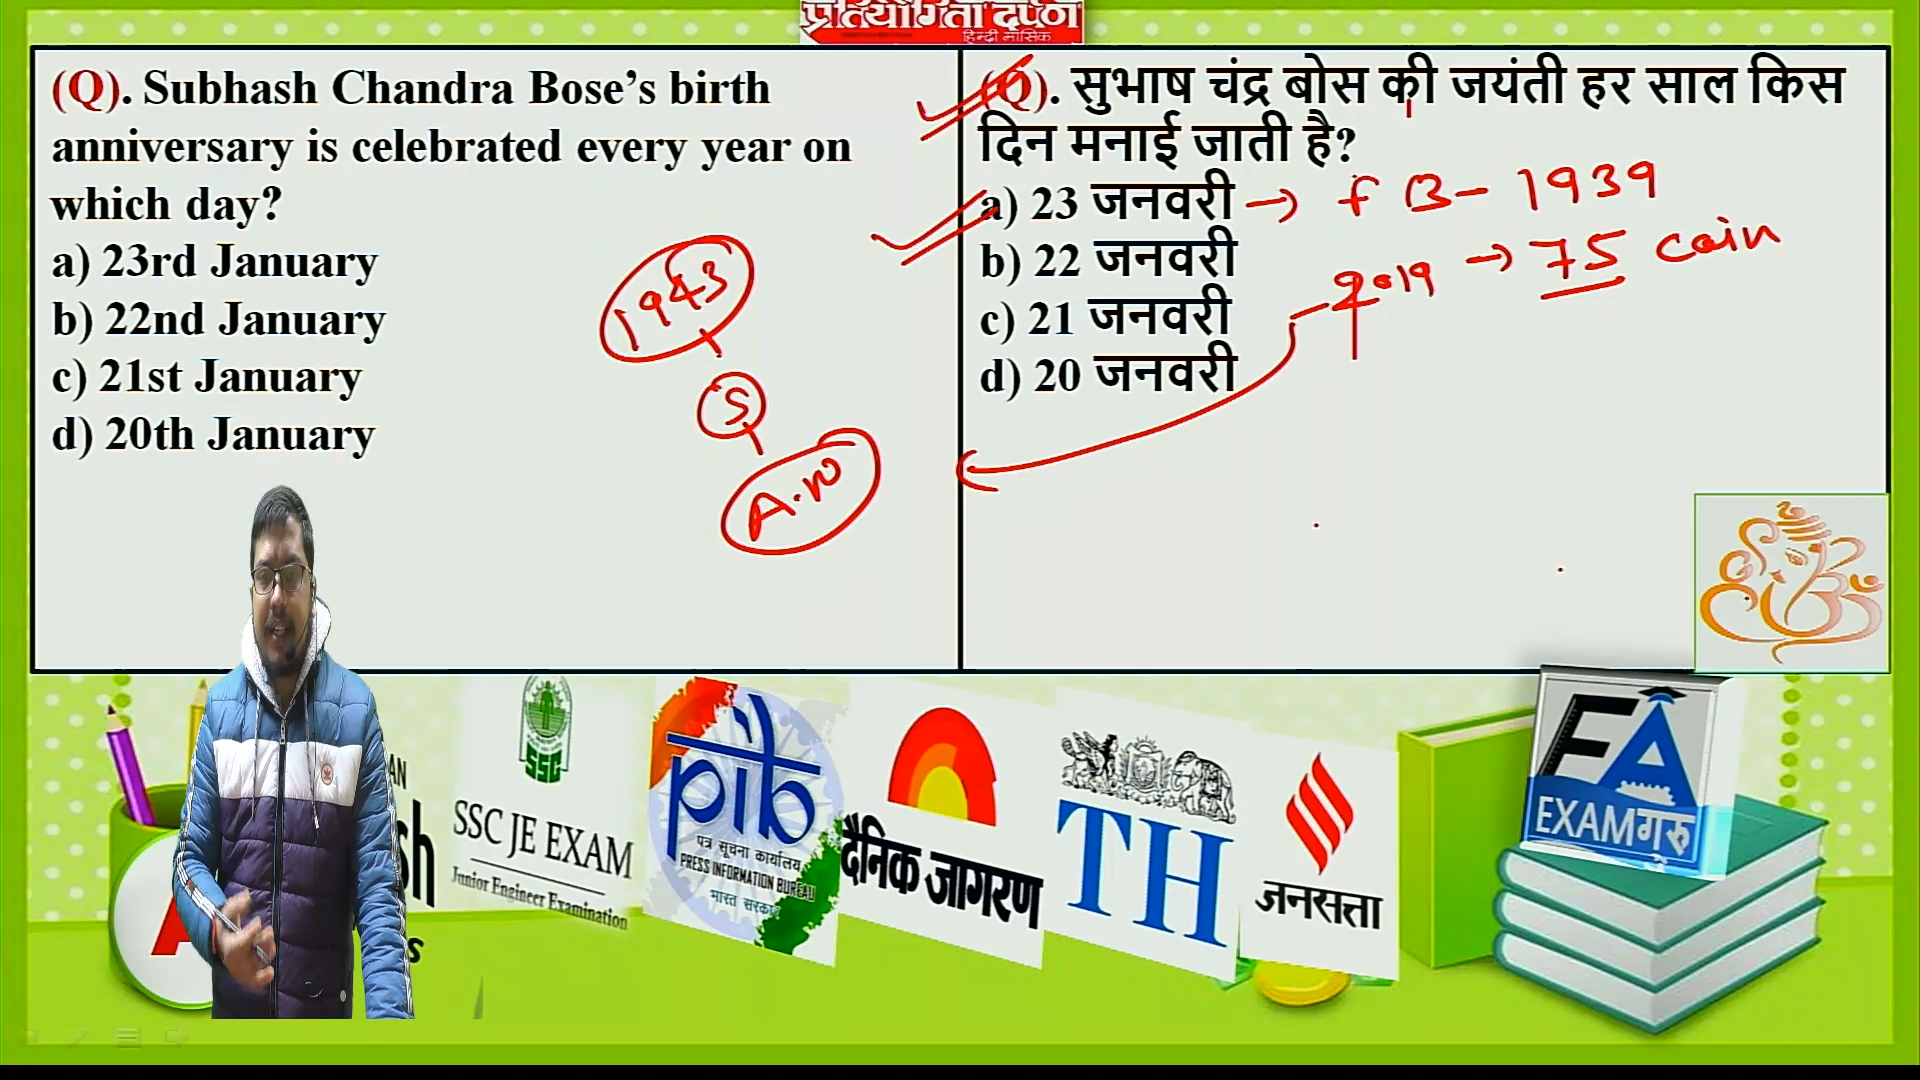 प्रतियोगिता दर्पण
हिन्दी मासिक
(Q). Subhash Chandra Bose’s birth
anniversary is celebrated every year on
which day?
a) 23rd January
b) 22nd January
c) 21st January
d) 20th January
1943
S
A.N
(Q). सुभाष चंद्र बोस की जयंती हर साल किस
दिन मनाई जाती है?
a) 23 जनवरी → f B - 1939
b) 22 जनवरी
2019 → 75 coin
c) 21 जनवरी
d) 20 जनवरी
SSC
SSC JE EXAM
Junior Engineer Examination
pib
पत्र सूचना कार्यालय
PRESS INFORMATION BUREAU
भारत सरकार
दैनिक जागरण
TH
जनसत्ता
FA
EXAMगुरू